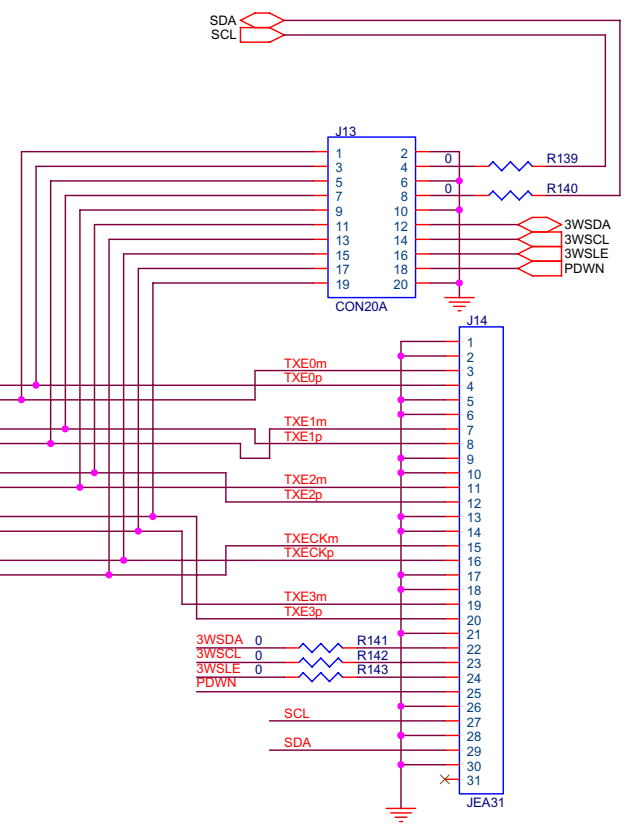 SDA
SCL
J13
1 2
3 4 0 R139
5 6
7 8 0 R140
9 10
11 12 3WSDA
13 14 3WSCL
15 16 3WSLE
17 18 PDWN
19 20
CON20A
J14
1
2
TXE0m 3
TXE0p 4
5
6
TXE1m 7
TXE1p 8
9
10
TXE2m 11
TXE2p 12
13
14
TXECKm 15
TXECKp 16
17
18
TXE3m 19
TXE3p 20
21
3WSDA 0 R141 22
3WSCL 0 R142 23
3WSLE 0 R143 24
PDWN 25
26
SCL 27
28
SDA 29
30
31
JEA31